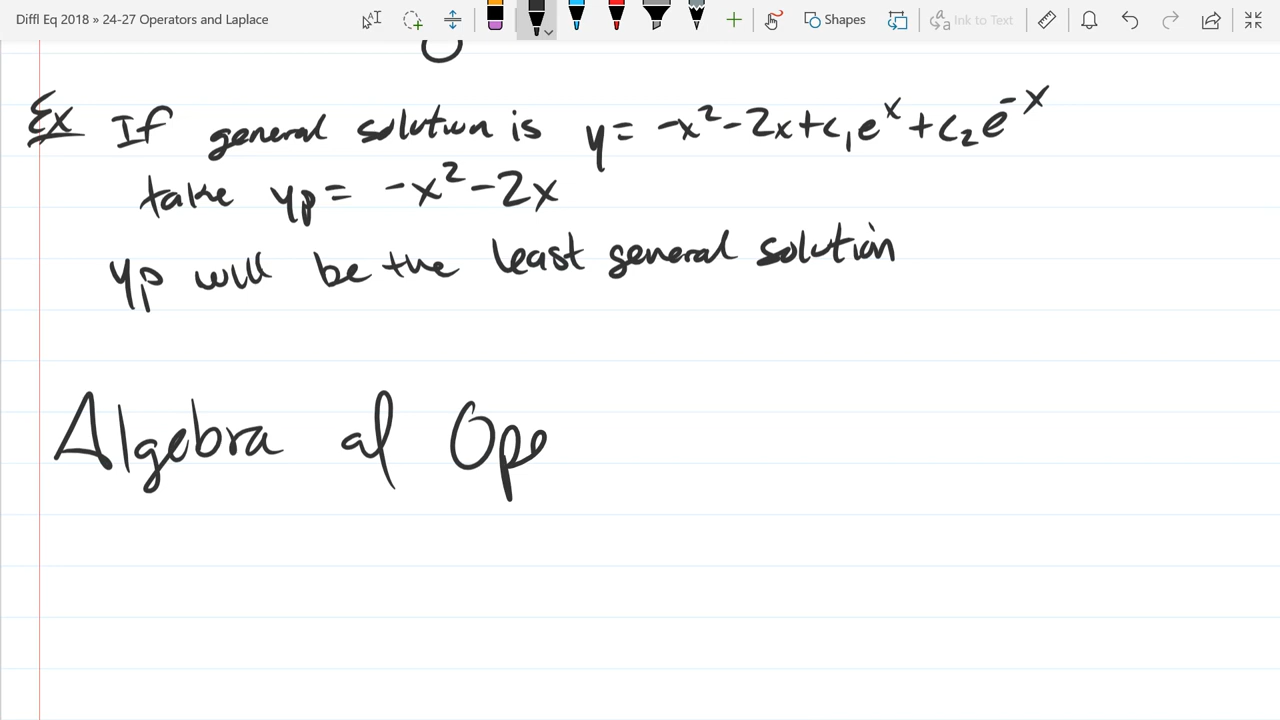 Diffl Eq 2018 » 24-27 Operators and Laplace
Shapes
Ink to Text
Ex If general solution is y = -x² - 2x + c₁eˣ + c₂e⁻ˣ
take yp = -x² - 2x
yp will be the least general solution
Algebra of Ope